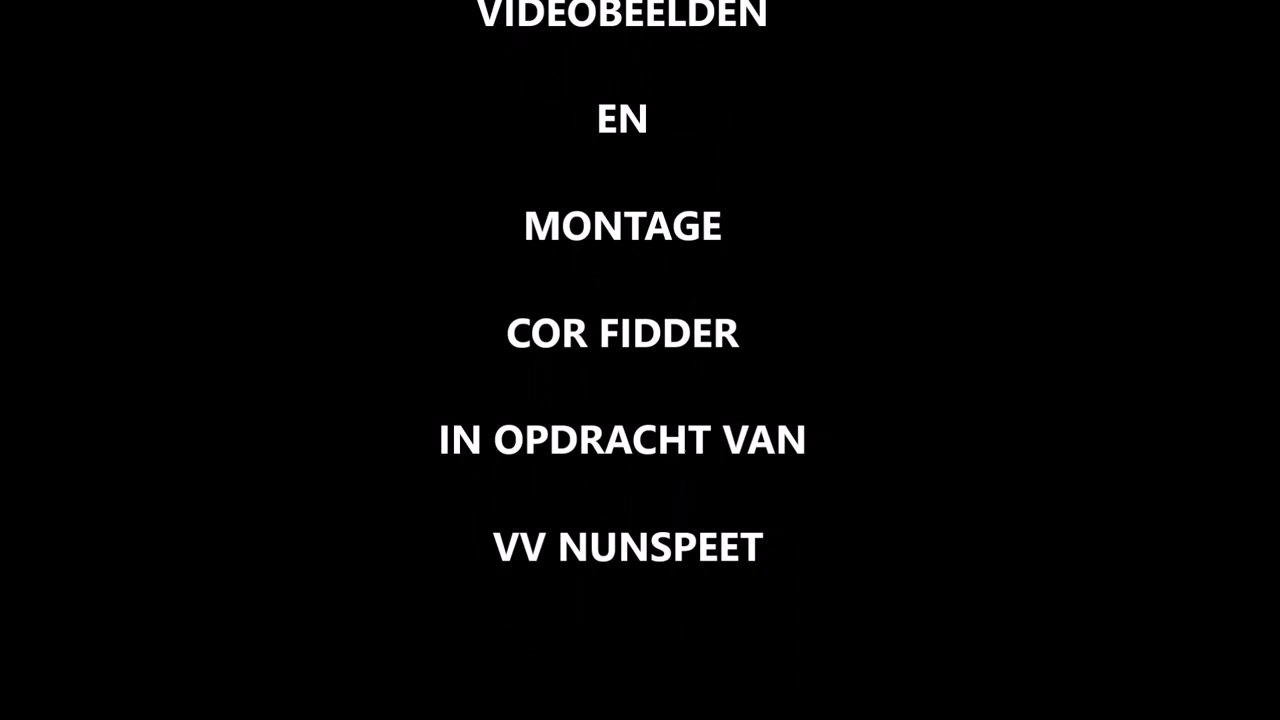 VIDEOBEELDEN
EN
MONTAGE
COR FIDDER
IN OPDRACHT VAN
VV NUNSPEET